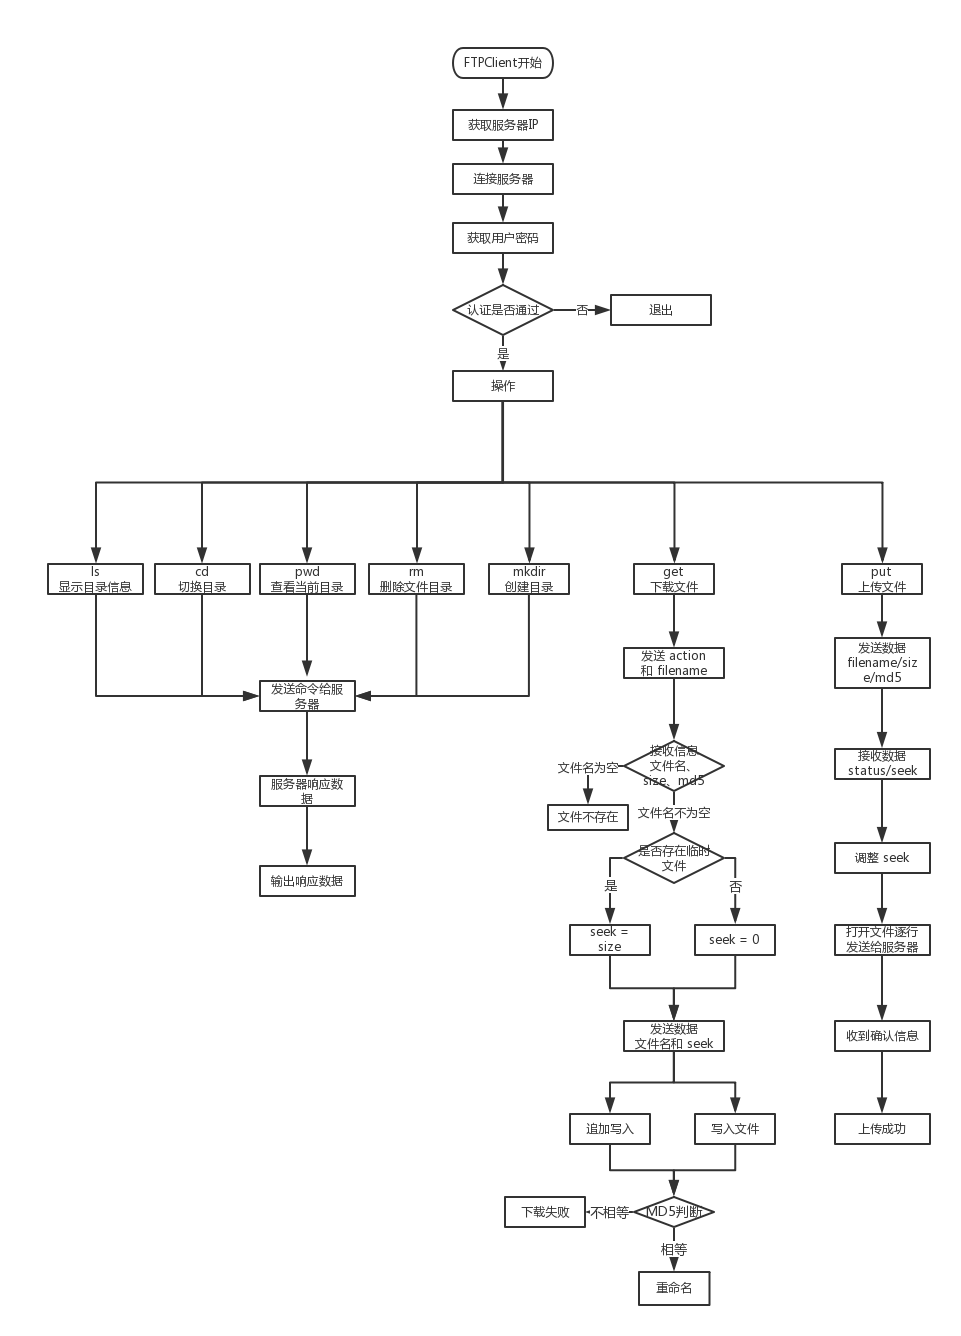 FTPClient开始
获取服务器IP
连接服务器
获取用户密码
认证是否通过
否
退出
是
操作
ls
显示目录信息
cd
切换目录
pwd
查看当前目录
rm
删除文件目录
mkdir
创建目录
get
下载文件
put
上传文件
发送命令给服
务器
服务器响应数
据
输出响应数据
发送 action
和 filename
接收信息
文件名、
size、md5
文件名为空
文件不存在
文件名不为空
是否存在临时
文件
是
否
seek =
size
seek = 0
发送数据
文件名和 seek
追加写入
写入文件
MD5判断
不相等
下载失败
相等
重命名
发送数据
filename/siz
e/md5
接收数据
status/seek
调整 seek
打开文件逐行
发送给服务器
收到确认信息
上传成功